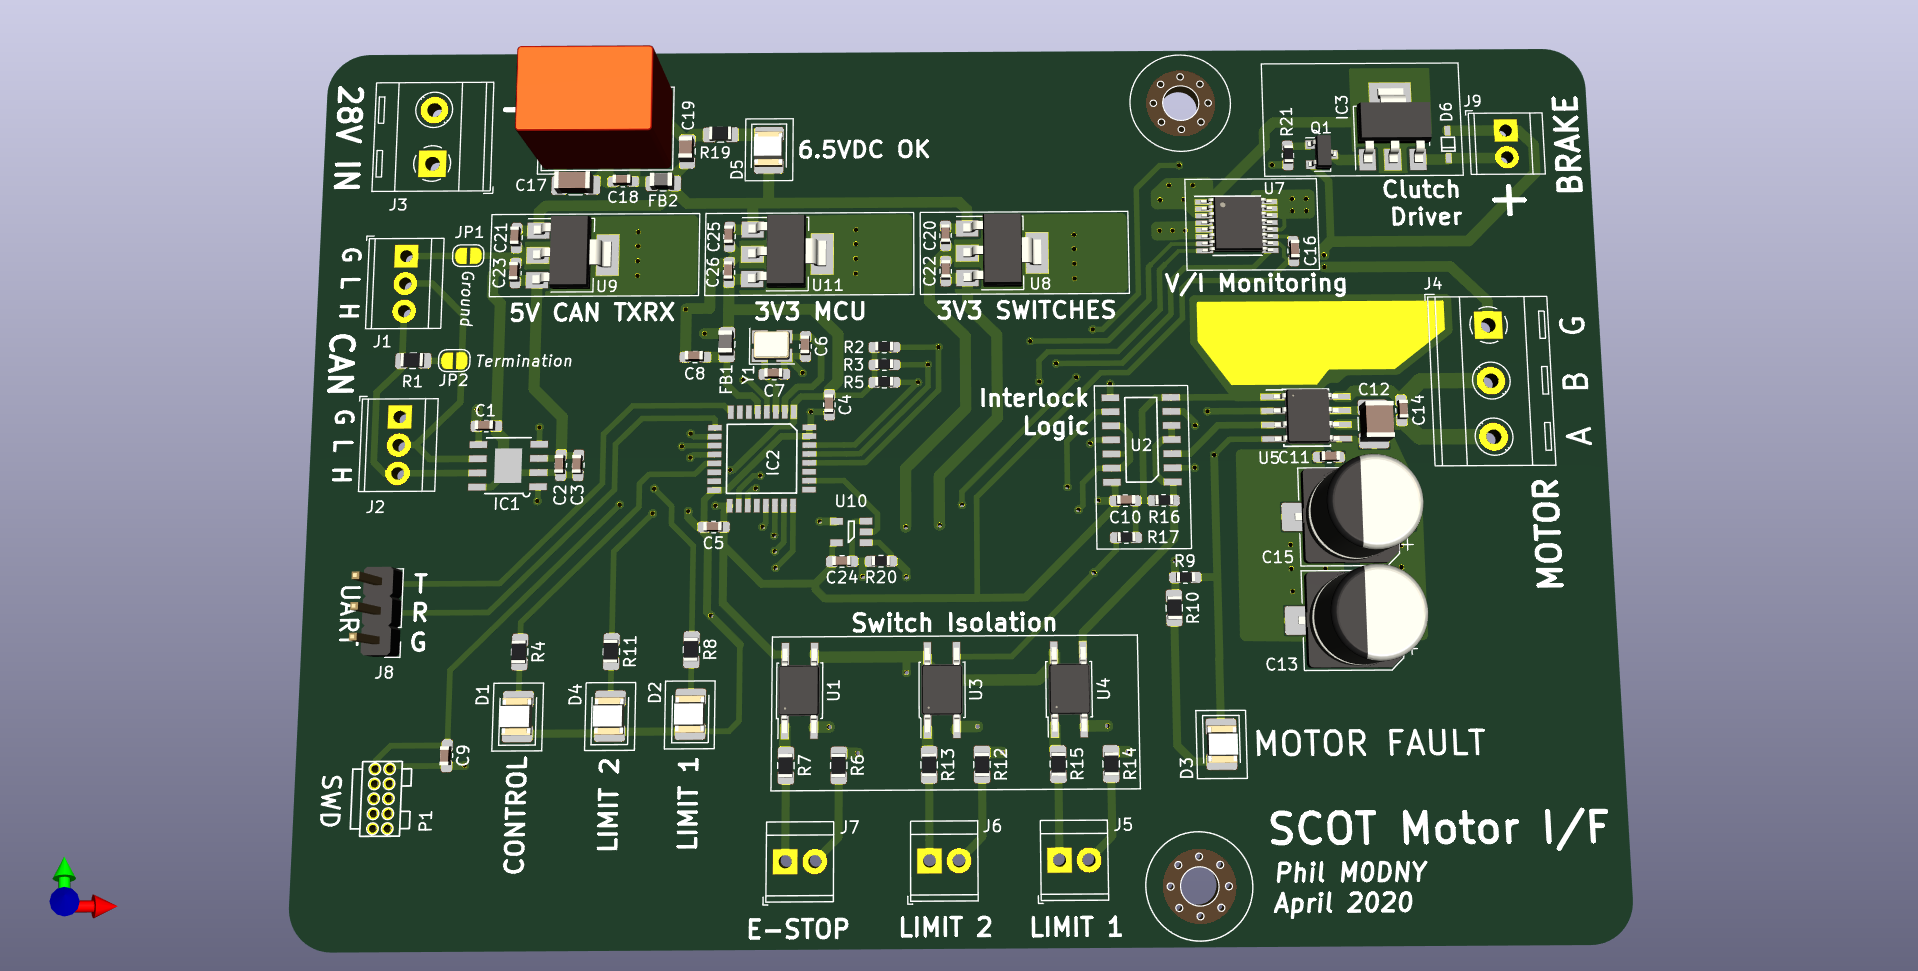 28V IN
J3
C17
C18
FB2
C19
R19
D5
6.5VDC OK
R21
Q1
IC3
D6
J9
BRAKE
+
Clutch
Driver
U7
C16
V/I Monitoring
JP1
Ground
G L H
J1
CAN
C21
C23
U9
5V CAN TXRX
C25
C26
U11
3V3 MCU
C20
C22
U8
3V3 SWITCHES
R1
JP2
Termination
C8
FB1
Y1
C7
C6
R2
R3
R5
C4
J4
G
B
A
MOTOR
Interlock
Logic
U2
C10
R16
R17
U5
C11
C12
C14
C15
C13
+
G L H
J2
C1
IC1
C2
C3
IC2
C5
U10
C24
R20
R9
R10
UART
T
R
G
J8
R4
R11
R8
D1
D4
D2
CONTROL
LIMIT 2
LIMIT 1
Switch Isolation
U1
U3
U4
R7
R6
R13
R12
R15
R14
D3
MOTOR FAULT
C9
SWD
P1
J7
J6
J5
E-STOP
LIMIT 2
LIMIT 1
SCOT Motor I/F
Phil MODNY
April 2020